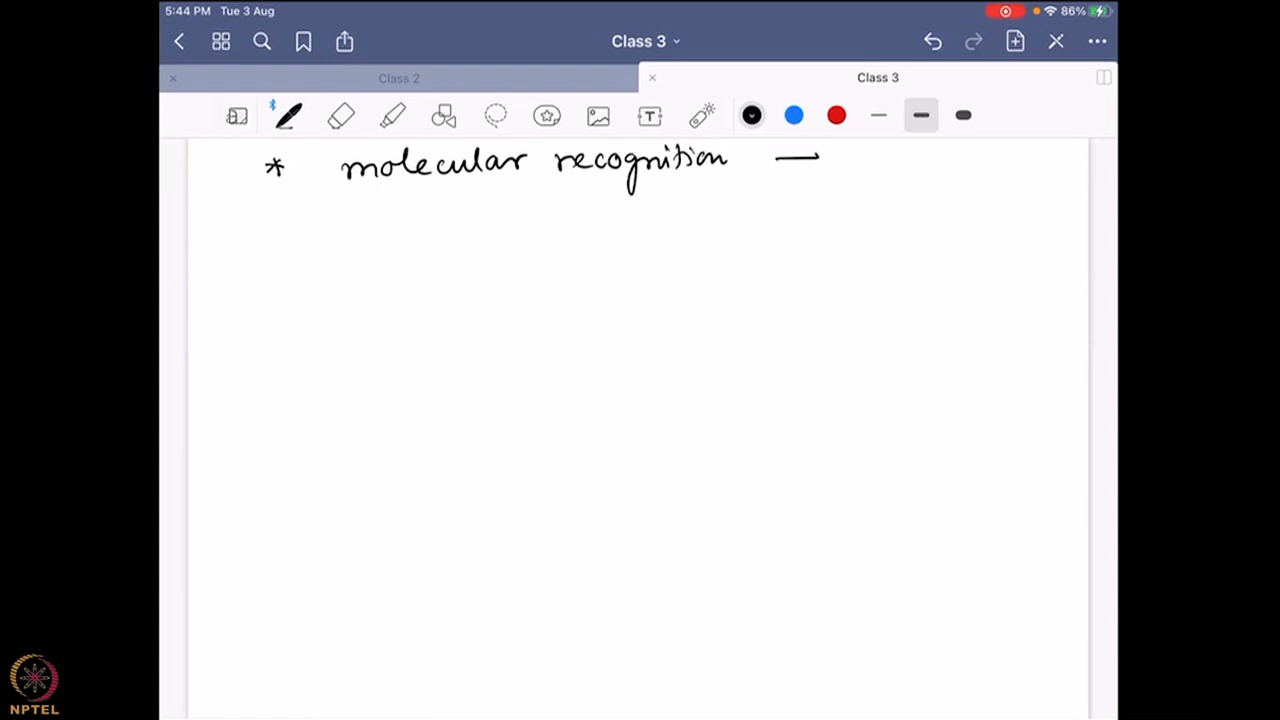 5:44 PM Tue 3 Aug 86%
Class 3
Class 2 Class 3
T
* molecular recognition —
NPTEL